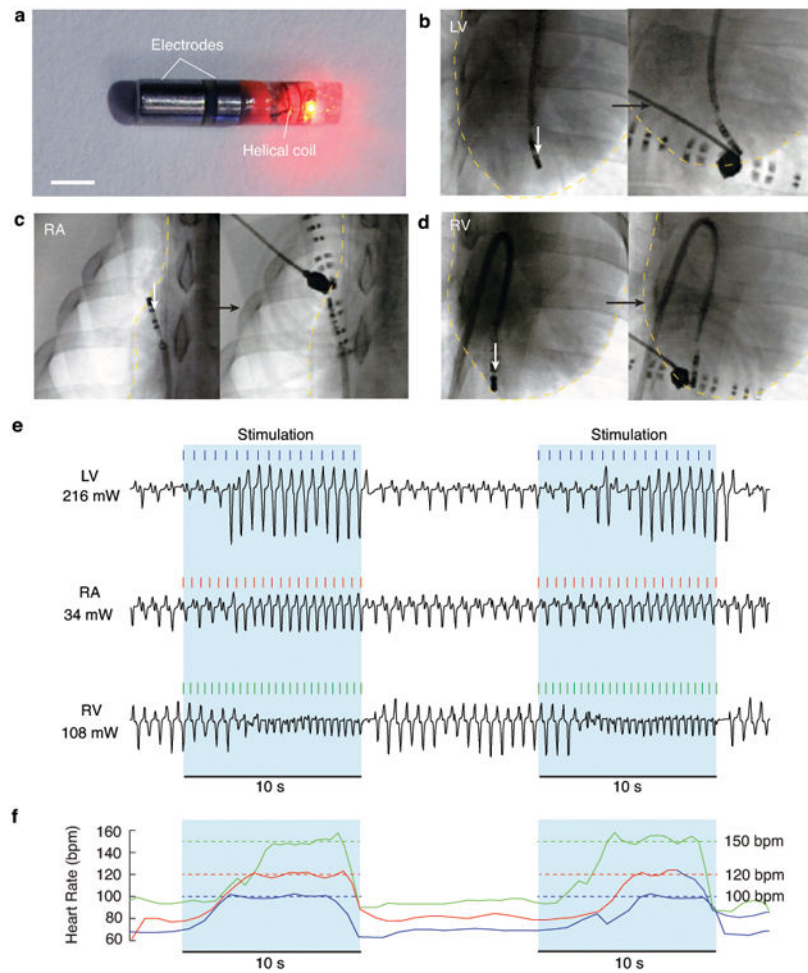 a
Electrodes
Helical coil
b
LV
c
RA
d
RV
e
Stimulation Stimulation
LV
216 mW
RA
34 mW
RV
108 mW
10 s 10 s
f
Heart Rate (bpm)
160
140
120
100
80
60
150 bpm
120 bpm
100 bpm
10 s 10 s